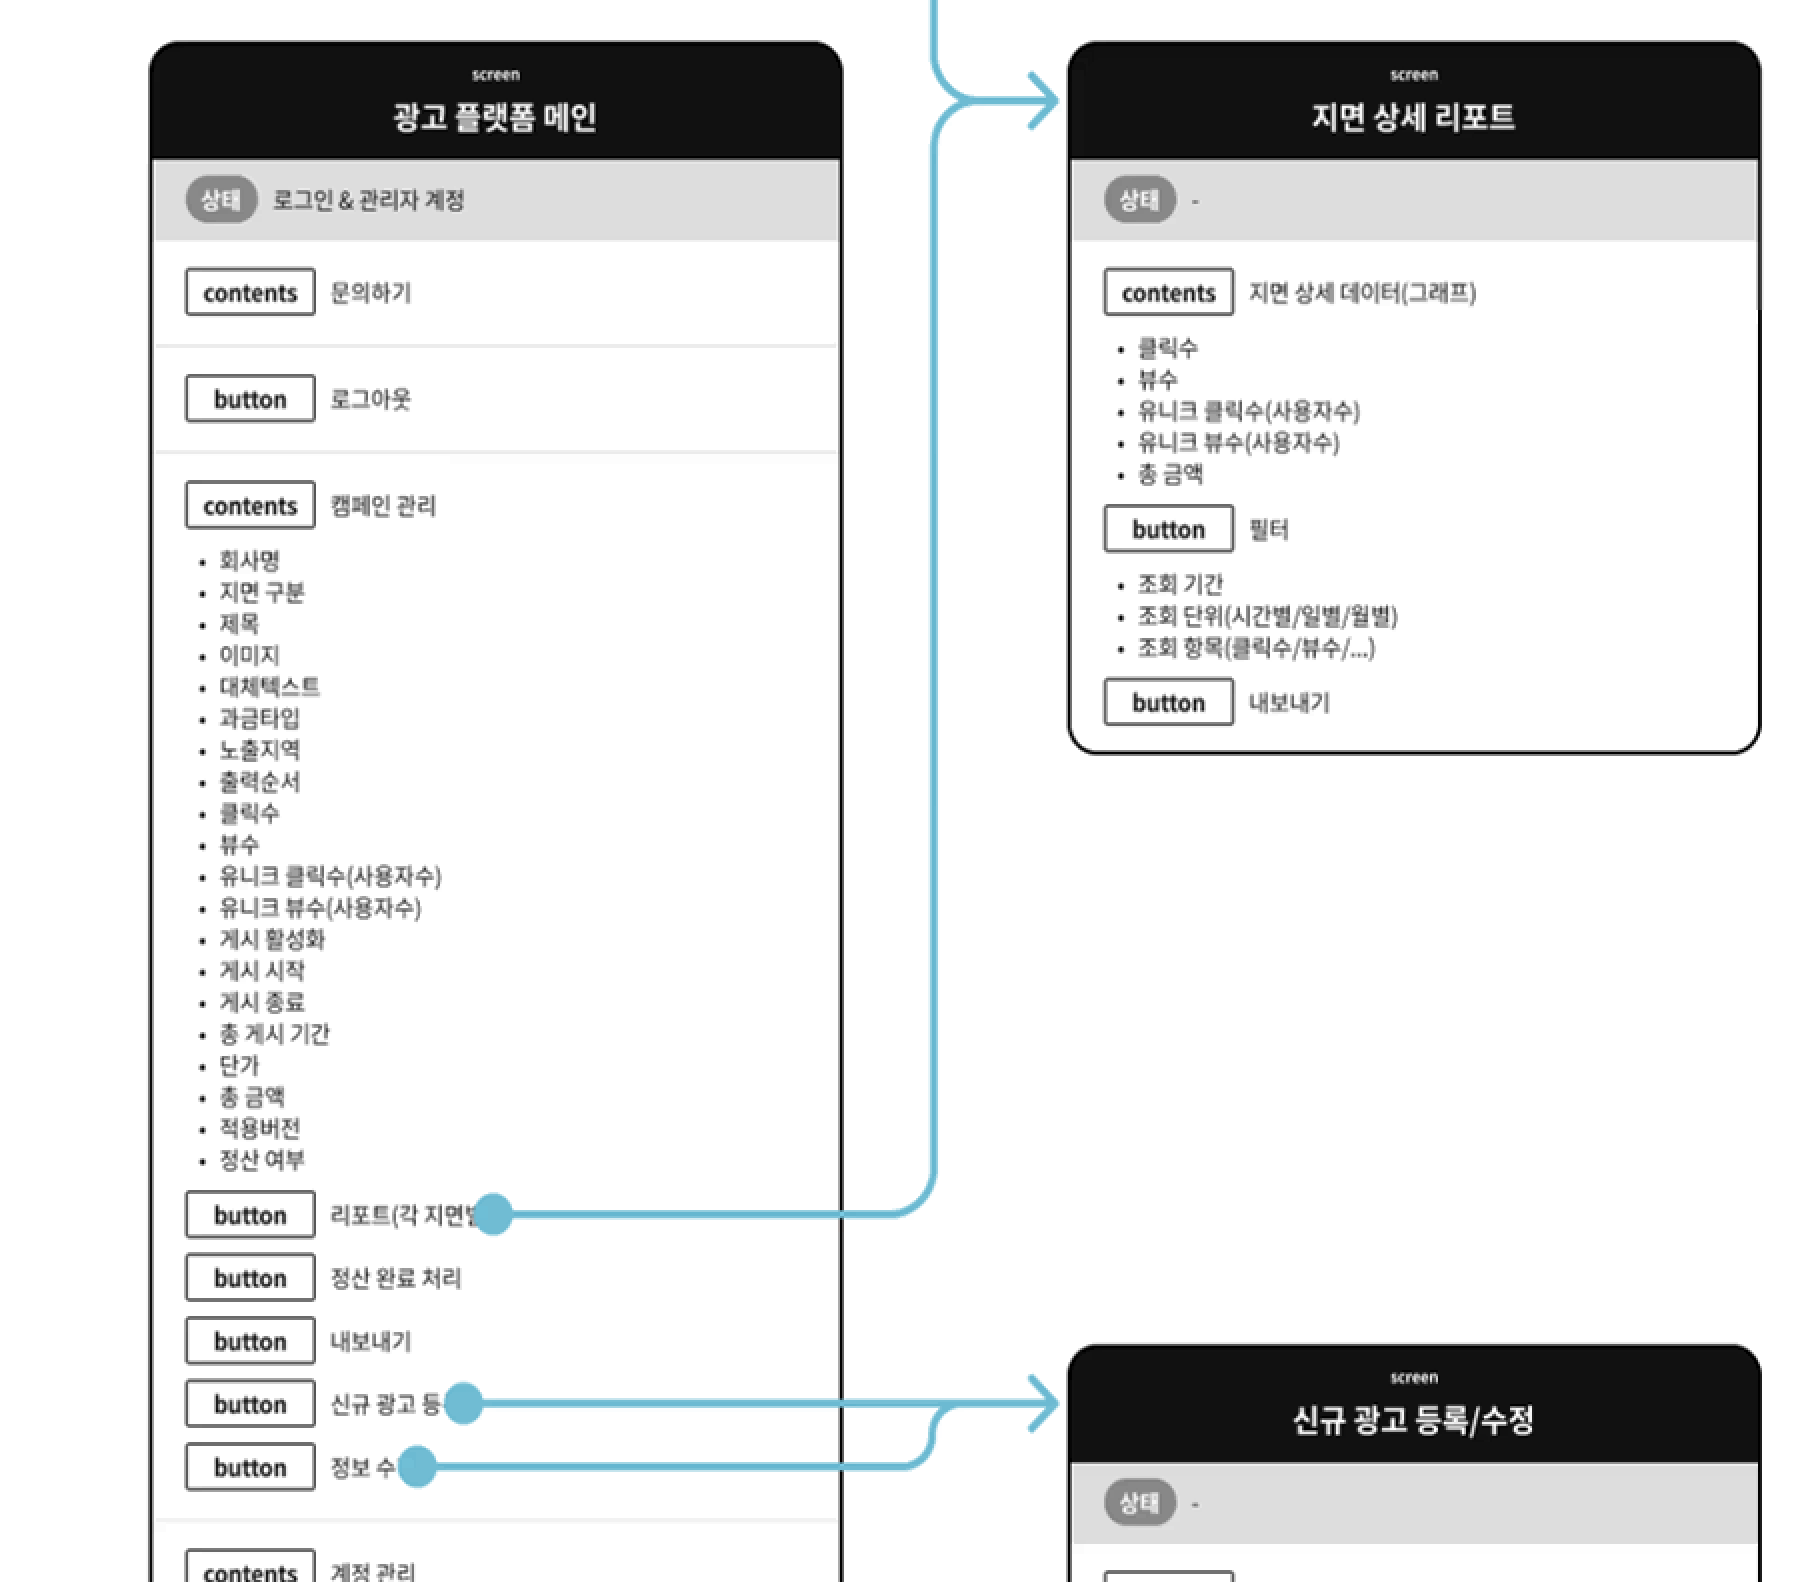 screen
광고 플랫폼 메인
상태 로그인 & 관리자 계정
contents 문의하기
button 로그아웃
contents 캠페인 관리
• 회사명
• 지면 구분
• 제목
• 이미지
• 대체텍스트
• 과금타입
• 노출지역
• 출력순서
• 클릭수
• 뷰수
• 유니크 클릭수(사용자수)
• 유니크 뷰수(사용자수)
• 게시 활성화
• 게시 시작
• 게시 종료
• 총 게시 기간
• 단가
• 총 금액
• 적용버전
• 정산 여부
button 리포트(각
button 정산 완료 처리
button 내보내기
button 신규 광고 등
button 정보 수
contents 계정 관리
screen
지면 상세 리포트
상태 -
contents 지면 상세 데이터(그래프)
• 클릭수
• 뷰수
• 유니크 클릭수(사용자수)
• 유니크 뷰수(사용자수)
• 총 금액
button 필터
• 조회 기간
• 조회 단위(시간별/일별/월별)
• 조회 항목(클릭수/뷰수/...)
button 내보내기
screen
신규 광고 등록/수정
상태 -